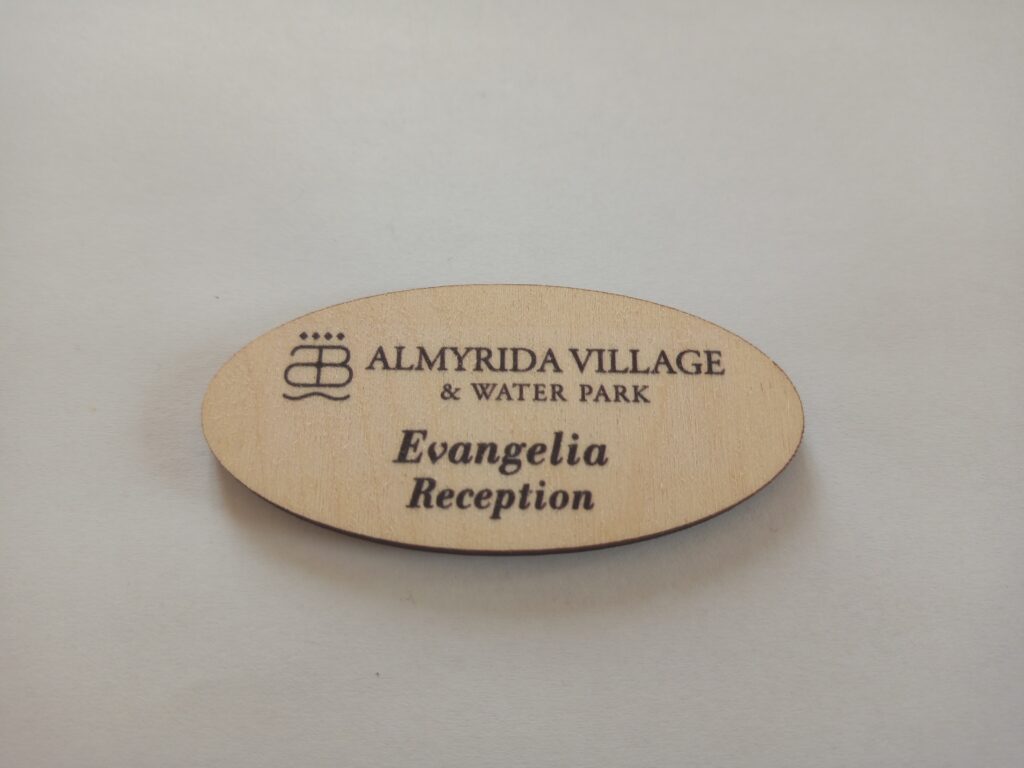 ALMYRIDA VILLAGE
& WATER PARK
Evangelia
Reception